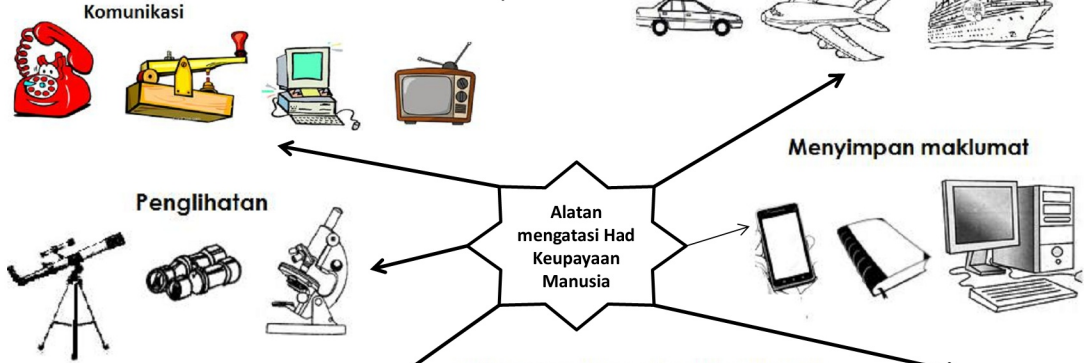 Komunikasi
Menyimpan maklumat
Penglihatan
Alatan
mengatasi Had
Keupayaan
Manusia